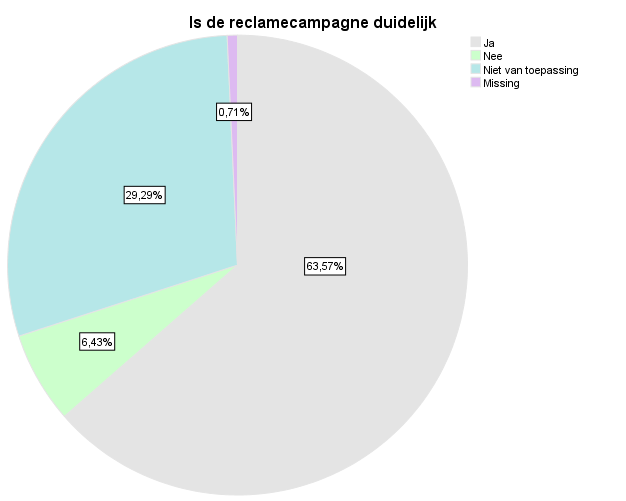 Is de reclamecampagne duidelijk
Ja
Nee
Niet van toepassing
Missing
0,71%
29,29%
63,57%
6,43%